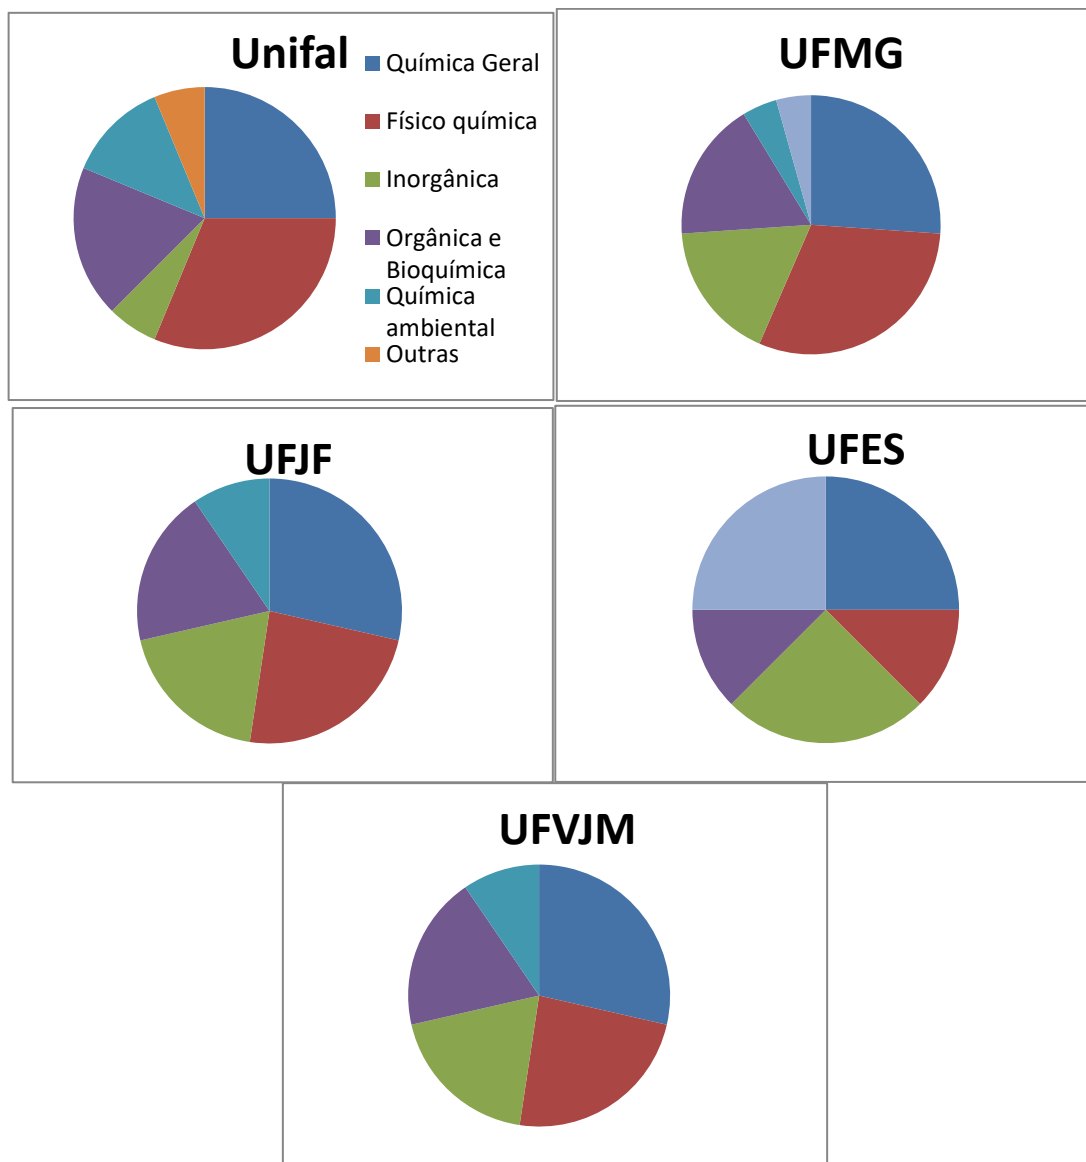 Unifal
Química Geral
Físico química
Inorgânica
Orgânica e
Bioquímica
Química
ambiental
Outras
UFMG
UFJF
UFES
UFVJM